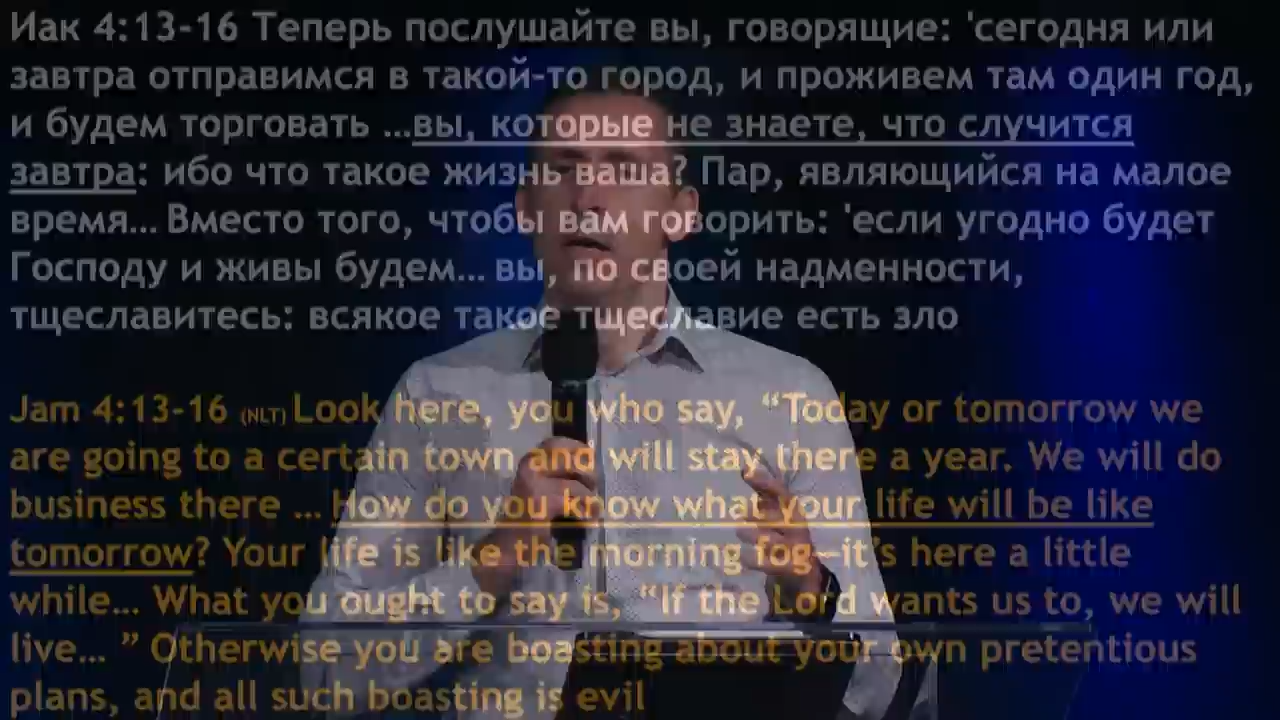 Иак 4:13-16 Теперь послушайте вы, говорящие: 'сегодня или
завтра отправимся в такой-то город, и проживем там один год,
и будем торговать ...вы, которые не знаете, что случится
завтра: ибо что такое жизнь ваша? Пар, являющийся на малое
время... Вместо того, чтобы вам говорить: 'если угодно будет
Господу и живы будем... вы, по своей надменности,
тщеславитесь: всякое такое тщеславие есть зло
Jam 4:13-16 (NLT) Look here, you who say, “Today or tomorrow we
are going to a certain town and will stay there a year. We will do
business there ... How do you know what your life will be like
tomorrow? Your life is like the morning fog—it's here a little
while... What you ought to say is, “If the Lord wants us to, we will
live... ” Otherwise you are boasting about your own pretentious
plans, and all such boasting is evil